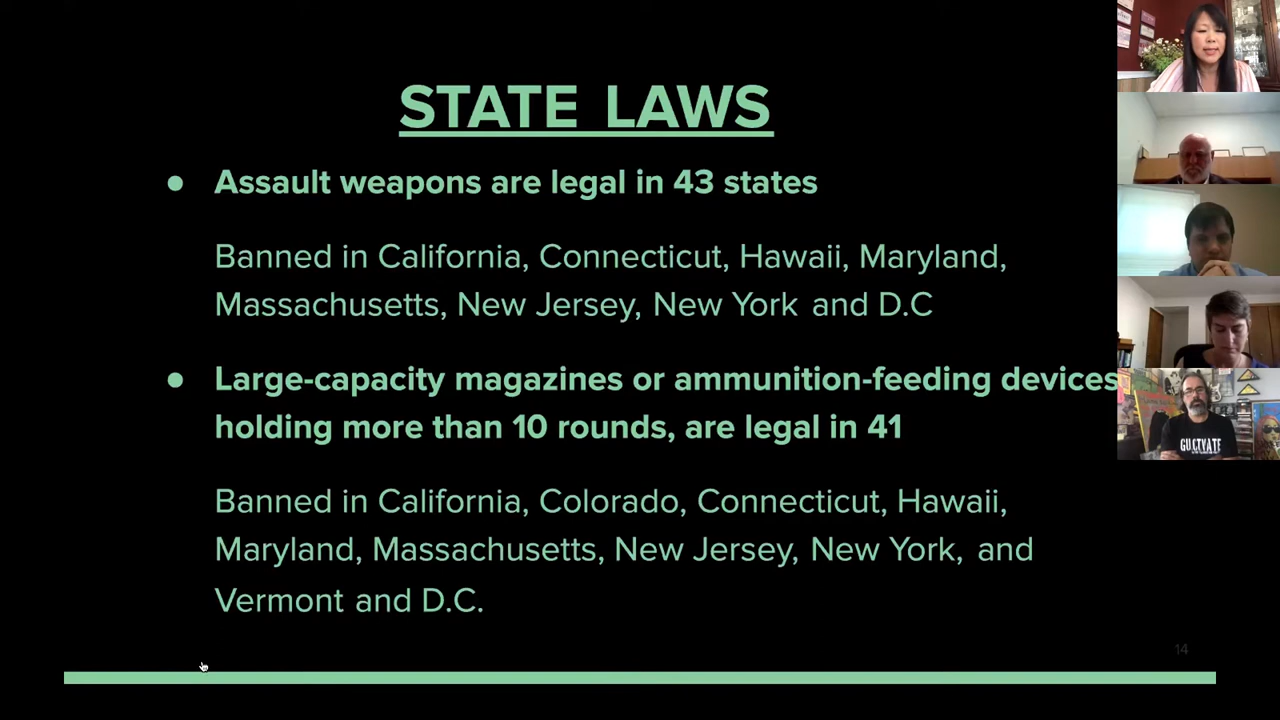 STATE LAWS
● Assault weapons are legal in 43 states
Banned in California, Connecticut, Hawaii, Maryland,
Massachusetts, New Jersey, New York and D.C
● Large-capacity magazines or ammunition-feeding devices
holding more than 10 rounds, are legal in 41
Banned in California, Colorado, Connecticut, Hawaii,
Maryland, Massachusetts, New Jersey, New York, and
Vermont and D.C.
14